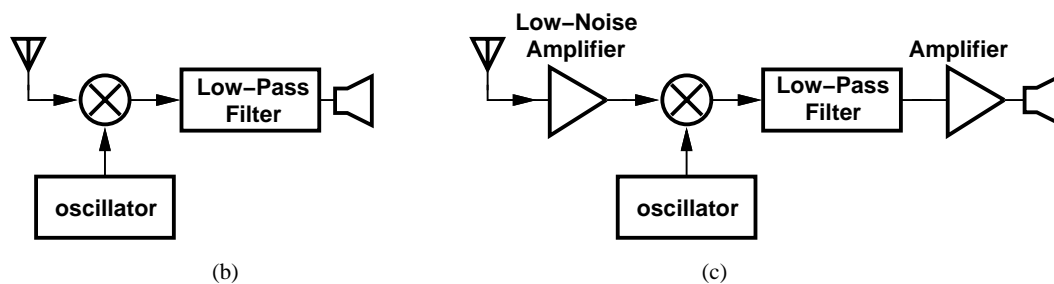 Low−Pass
Filter
oscillator
(b)
Low−Noise
Amplifier
Low−Pass
Filter
Amplifier
oscillator
(c)